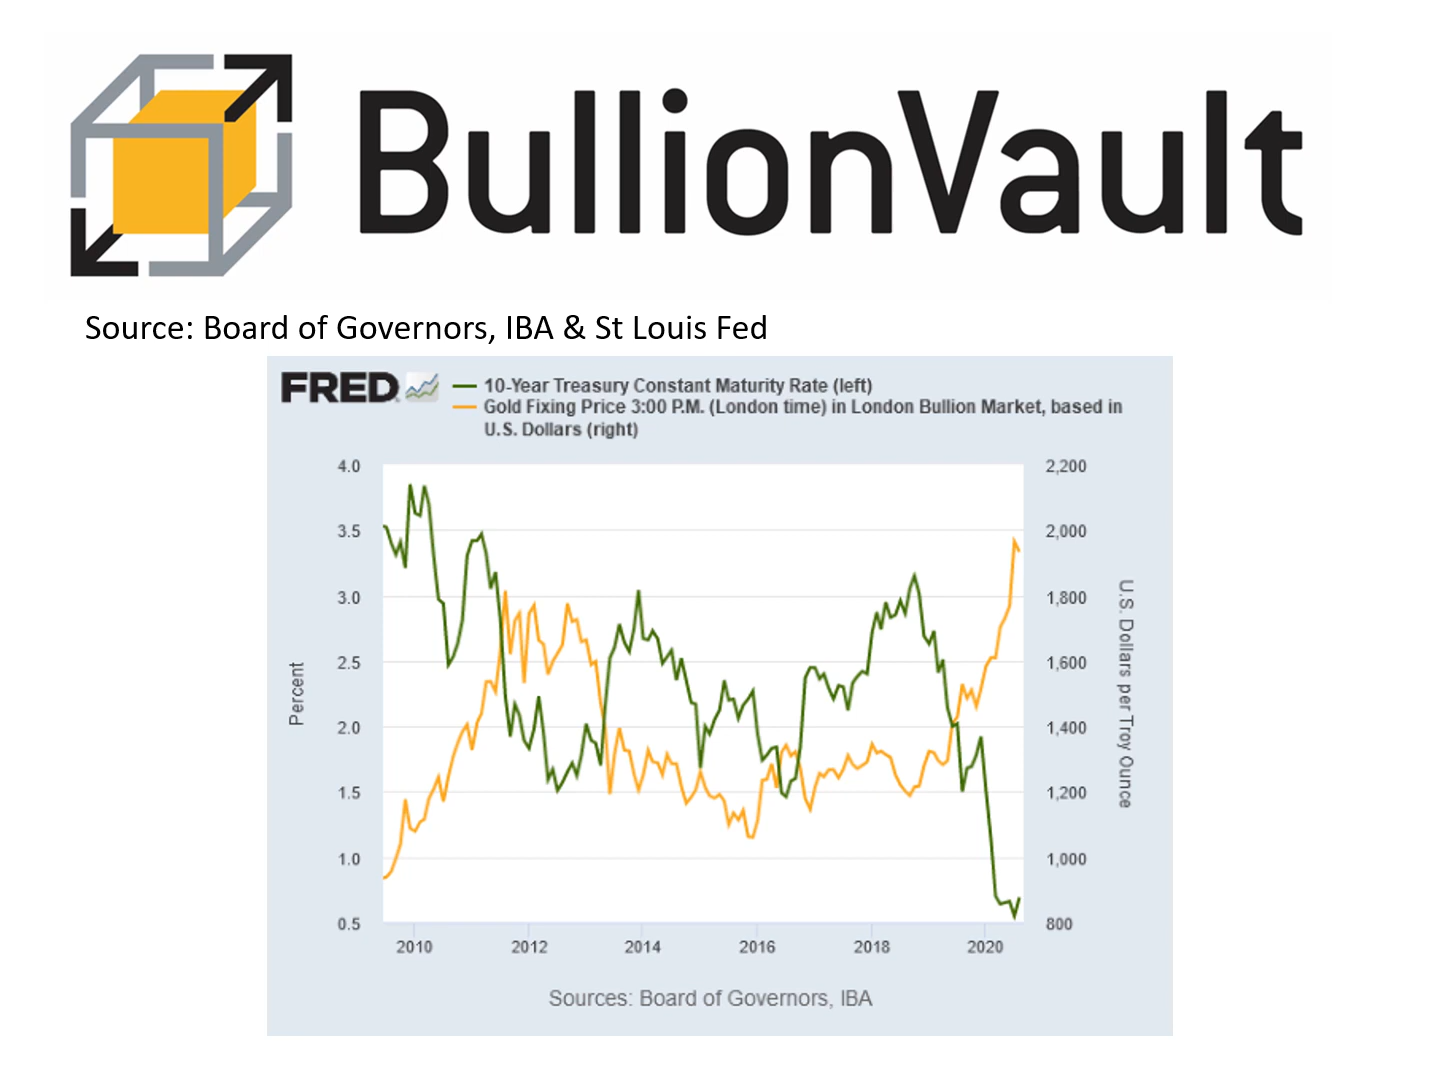 BullionVault
Source: Board of Governors, IBA & St Louis Fed
FRED
10-Year Treasury Constant Maturity Rate (left)
Gold Fixing Price 3:00 P.M. (London time) in London Bullion Market, based in
U.S. Dollars (right)
4.0
3.5
3.0
2.5
2.0
1.5
1.0
0.5
Percent
2,200
2,000
1,800
1,600
1,400
1,200
1,000
800
U.S. Dollars per Troy Ounce
2010 2012 2014 2016 2018 2020
Sources: Board of Governors, IBA